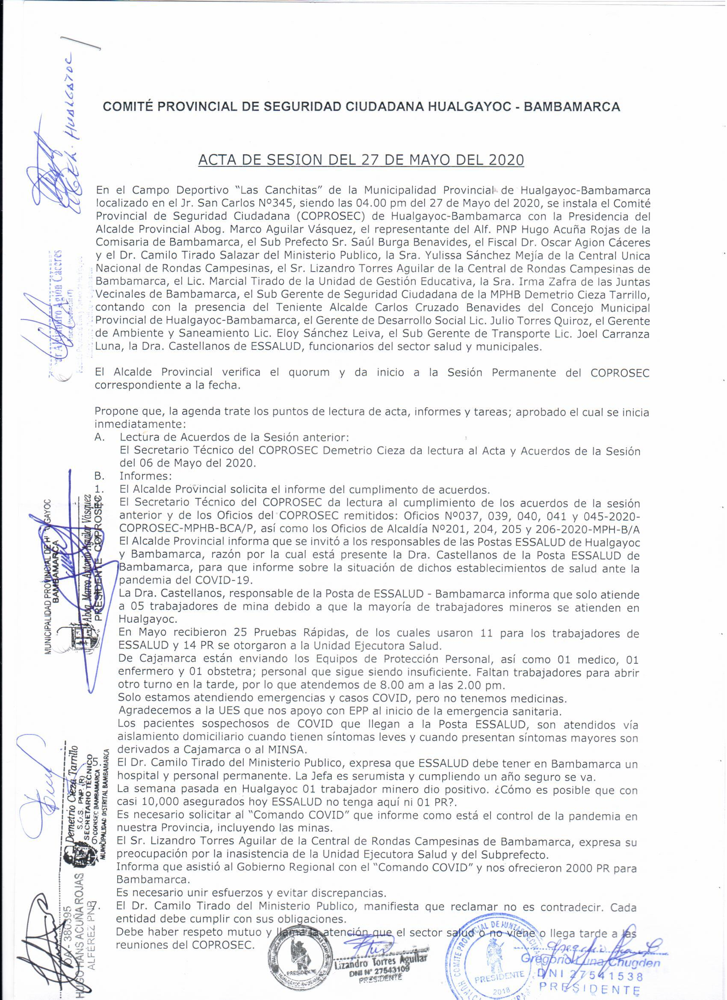 COMITÉ PROVINCIAL DE SEGURIDAD CIUDADANA HUALGAYOC - BAMBAMARCA
ACTA DE SESION DEL 27 DE MAYO DEL 2020
En el Campo Deportivo “Las Canchitas” de la Municipalidad Provincial de Hualgayoc-Bambamarca
localizado en el Jr. San Carlos Nº345, siendo las 04.00 pm del 27 de Mayo del 2020, se instala el Comité
Provincial de Seguridad Ciudadana (COPROSEC) de Hualgayoc-Bambamarca con la Presidencia del
Alcalde Provincial Abog. Marco Aguilar Vásquez, el representante del Alf. PNP Hugo Acuña Rojas de la
Comisaria de Bambamarca, el Sub Prefecto Sr. Saúl Burga Benavides, el Fiscal Dr. Oscar Agion Cáceres
y el Dr. Camilo Tirado Salazar del Ministerio Publico, la Sra. Yulissa Sánchez Mejía de la Central Unica
Nacional de Rondas Campesinas, el Sr. Lizandro Torres Aguilar de la Central de Rondas Campesinas de
Bambamarca, el Lic. Marcial Tirado de la Unidad de Gestión Educativa, la Sra. Irma Zafra de las Juntas
Vecinales de Bambamarca, el Sub Gerente de Seguridad Ciudadana de la MPHB Demetrio Cieza Tarrillo,
contando con la presencia del Teniente Alcalde Carlos Cruzado Benavides del Concejo Municipal
Provincial de Hualgayoc-Bambamarca, el Gerente de Desarrollo Social Lic. Julio Torres Quiroz, el Gerente
de Ambiente y Saneamiento Lic. Eloy Sánchez Leiva, el Sub Gerente de Transporte Lic. Joel Carranza
Luna, la Dra. Castellanos de ESSALUD, funcionarios del sector salud y municipales.
El Alcalde Provincial verifica el quorum y da inicio a la Sesión Permanente del COPROSEC
correspondiente a la fecha.
Propone que, la agenda trate los puntos de lectura de acta, informes y tareas; aprobado el cual se inicia
inmediatamente:
A. Lectura de Acuerdos de la Sesión anterior:
El Secretario Técnico del COPROSEC Demetrio Cieza da lectura al Acta y Acuerdos de la Sesión
del 06 de Mayo del 2020.
B. Informes:
1. El Alcalde Provincial solicita el informe del cumplimento de acuerdos.
El Secretario Técnico del COPROSEC da lectura al cumplimiento de los acuerdos de la sesión
anterior y de los Oficios del COPROSEC remitidos: Oficios Nº037, 039, 040, 041 y 045-2020-
COPROSEC-MPHB-BCA/P, así como los Oficios de Alcaldía Nº201, 204, 205 y 206-2020-MPH-B/A
El Alcalde Provincial informa que se invitó a los responsables de las Postas ESSALUD de Hualgayoc
y Bambamarca, razón por la cual está presente la Dra. Castellanos de la Posta ESSALUD de
Bambamarca, para que informe sobre la situación de dichos establecimientos de salud ante la
pandemia del COVID-19.
La Dra. Castellanos, responsable de la Posta de ESSALUD - Bambamarca informa que solo atiende
a 05 trabajadores de mina debido a que la mayoría de trabajadores mineros se atienden en
Hualgayoc.
En Mayo recibieron 25 Pruebas Rápidas, de los cuales usaron 11 para los trabajadores de
ESSALUD y 14 PR se otorgaron a la Unidad Ejecutora Salud.
De Cajamarca están enviando los Equipos de Protección Personal, así como 01 medico, 01
enfermero y 01 obstetra; personal que sigue siendo insuficiente. Faltan trabajadores para abrir
otro turno en la tarde, por lo que atendemos de 8.00 am a las 2.00 pm.
Solo estamos atendiendo emergencias y casos COVID, pero no tenemos medicinas.
Agradecemos a la UES que nos apoyo con EPP al inicio de la emergencia sanitaria.
Los pacientes sospechosos de COVID que llegan a la Posta ESSALUD, son atendidos vía
aislamiento domiciliario cuando tienen síntomas leves y cuando presentan síntomas mayores son
derivados a Cajamarca o al MINSA.
5. El Dr. Camilo Tirado del Ministerio Publico, expresa que ESSALUD debe tener en Bambamarca un
hospital y personal permanente. La Jefa es serumista y cumpliendo un año seguro se va.
La semana pasada en Hualgayoc 01 trabajador minero dio positivo. ¿Cómo es posible que con
casi 10,000 asegurados hoy ESSALUD no tenga aquí ni 01 PR?.
Es necesario solicitar al “Comando COVID” que informe como está el control de la pandemia en
nuestra Provincia, incluyendo las minas.
6. El Sr. Lizandro Torres Aguilar de la Central de Rondas Campesinas de Bambamarca, expresa su
preocupación por la inasistencia de la Unidad Ejecutora Salud y del Subprefecto.
Informa que asistió al Gobierno Regional con el “Comando COVID” y nos ofrecieron 2000 PR para
Bambamarca.
Es necesario unir esfuerzos y evitar discrepancias.
7. El Dr. Camilo Tirado del Ministerio Publico, manifiesta que reclamar no es contradecir. Cada
entidad debe cumplir con sus obligaciones.
Debe haber respeto mutuo y llama la atención que el sector salud o no viene o llega tarde a las
reuniones del COPROSEC.
HUALGAYOC
Alejandro Agion Cáceres
Fiscal Provincial (T)
MUNICIPALIDAD PROVINCIAL DE GAYOC
BAMBAMARCA
Abog. Marco Antonio Aguilar Vásquez
PRESIDENTE COPROSEC
Demetrio Cieza Tarrillo
S.O.S. PNP. (R)
SECRETARIO TÉCNICO
CODISEC BAMBAMARCA
MUNICIPALIDAD DISTRITAL BAMBAMARCA
OA - 380395
HUGO HANS ACUÑA ROJAS
ALFÉREZ PNP
PRESIDENTE
Lizandro Torres Aguilar
DNI Nº 27543109
PRESIDENTE
COMITÉ PROVINCIAL DE JUNTAS
PRESIDENTE
2018
Gregorio Luna Chugden
DNI 27541538
PRESIDENTE